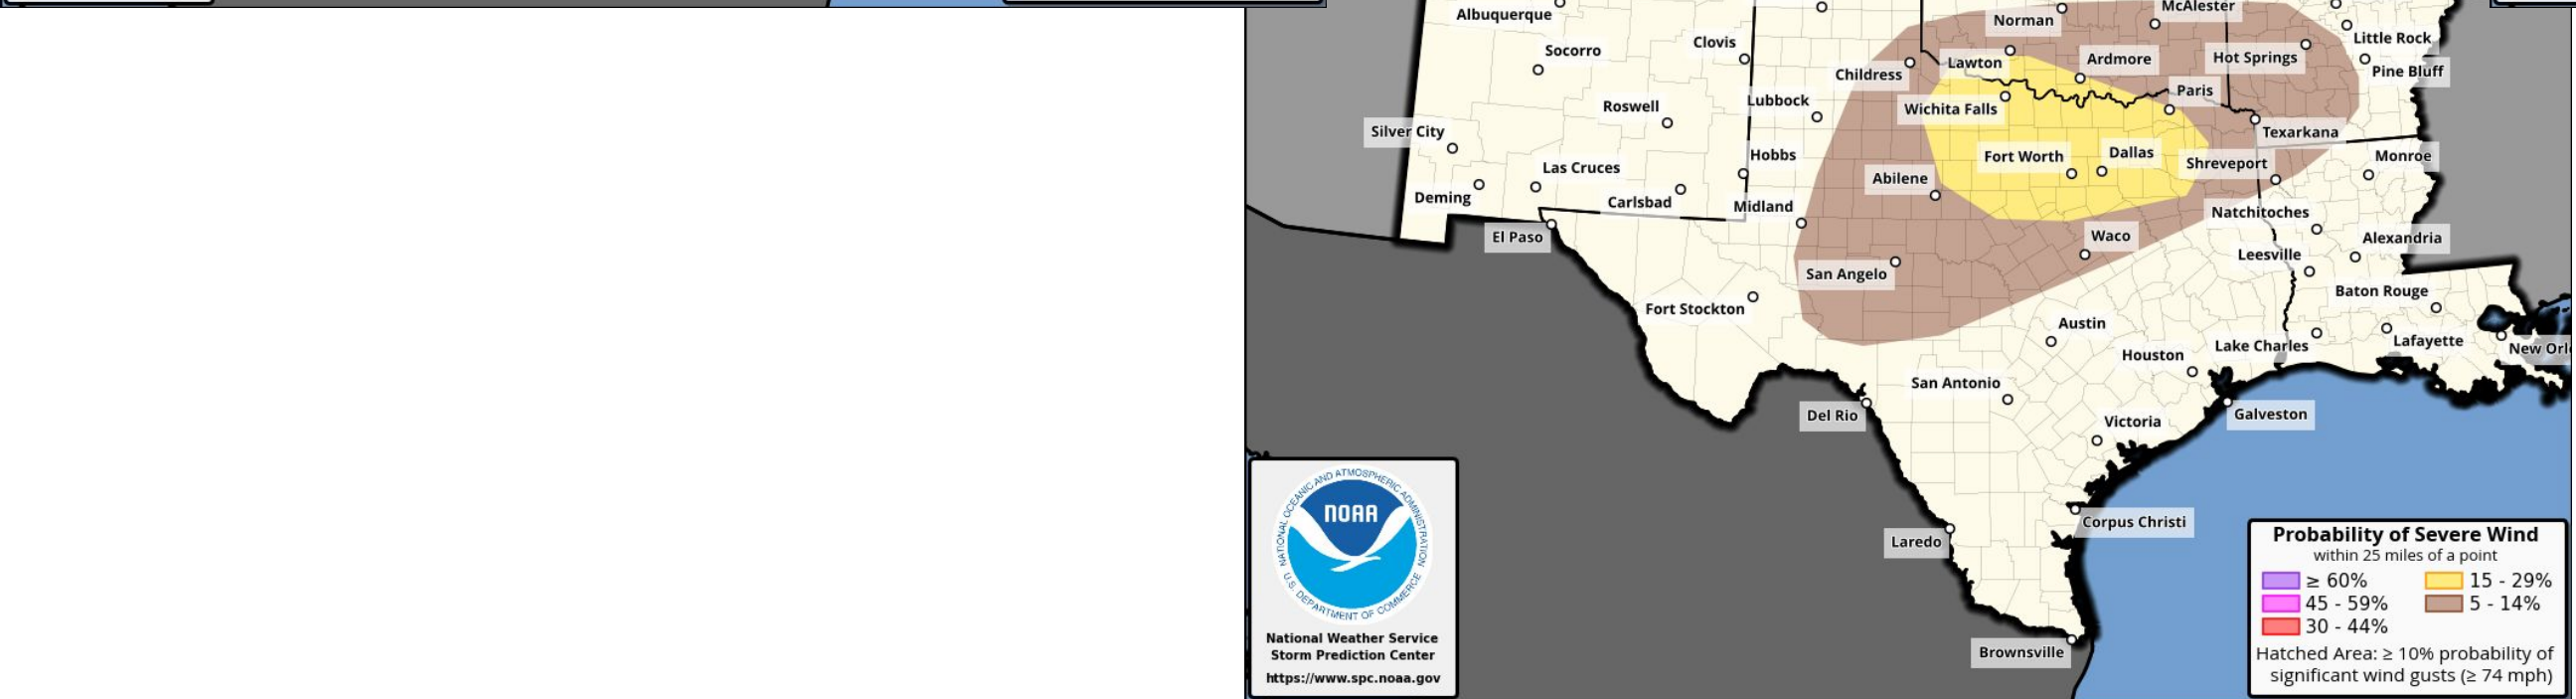 Albuquerque
Norman
McAlester
Socorro
Clovis
Little Rock
Childress
Lawton
Ardmore
Hot Springs
Pine Bluff
Roswell
Lubbock
Wichita Falls
Paris
Silver City
Texarkana
Las Cruces
Hobbs
Fort Worth
Dallas
Shreveport
Monroe
Deming
Carlsbad
Midland
Abilene
Natchitoches
El Paso
Waco
Alexandria
Leesville
San Angelo
Fort Stockton
Baton Rouge
Austin
Houston
Lake Charles
Lafayette
New Orl
San Antonio
Del Rio
Galveston
Victoria
Corpus Christi
Laredo
Brownsville
NATIONAL OCEANIC AND ATMOSPHERIC ADMINISTRATION
NOAA
U.S. DEPARTMENT OF COMMERCE
National Weather Service
Storm Prediction Center
https://www.spc.noaa.gov
Probability of Severe Wind
within 25 miles of a point
≥ 60% 15 - 29%
45 - 59% 5 - 14%
30 - 44%
Hatched Area: ≥ 10% probability of
significant wind gusts (≥ 74 mph)